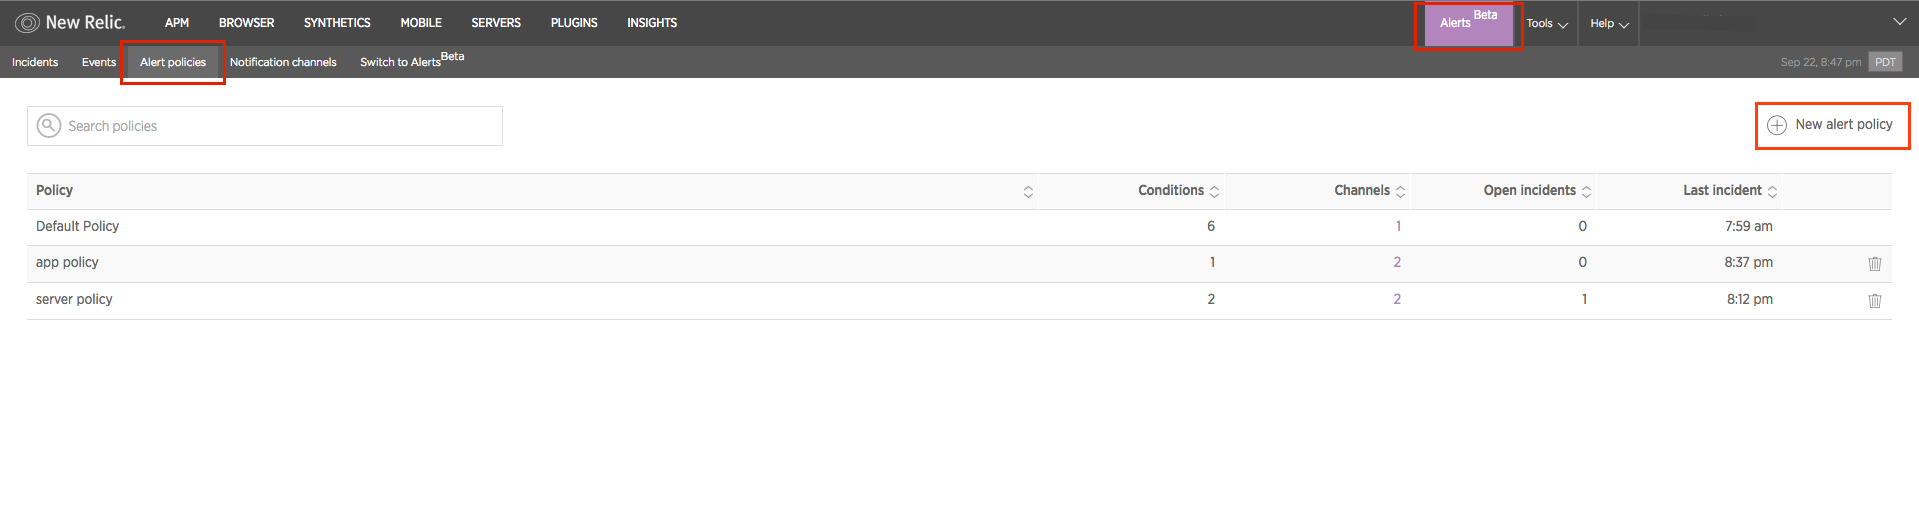 New Relic. APM BROWSER SYNTHETICS MOBILE SERVERS PLUGINS INSIGHTS Alerts Beta Tools Help
Incidents Events Alert policies Notification channels Switch to Alerts Beta Sep 22, 8:47 pm PDT
Search policies New alert policy
Policy Conditions Channels Open incidents Last incident
Default Policy 6 1 0 7:59 am
app policy 1 2 0 8:37 pm
server policy 2 2 1 8:12 pm